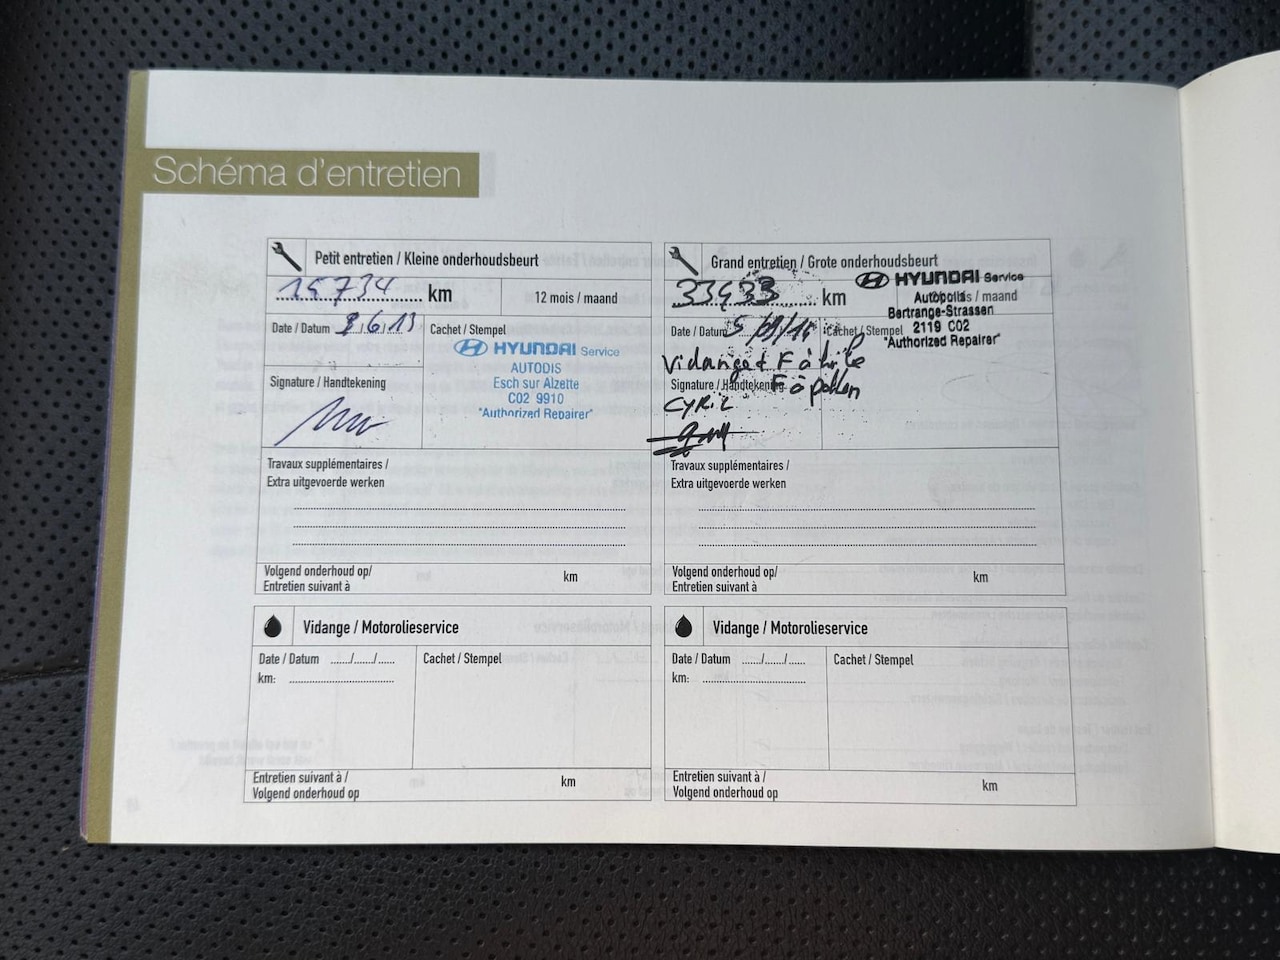 Schéma d'entretien
Petit entretien / Kleine onderhoudsbeurt
15734 km
12 mois / maand
Date / Datum 3.6.13
Cachet / Stempel
HYUNDAI Service
AUTODIS
Esch sur Alzette
C02 9910
"Authorized Repairer"
Signature / Handtekening
Travaux supplémentaires /
Extra uitgevoerde werken
Volgend onderhoud op/
Entretien suivant à
km
Grand entretien / Grote onderhoudsbeurt
km
mois / maand
HYUNDAI Service
Autopolis
Bertrange-Strassen
2119 C02
"Authorized Repairer"
Date / Datum
Cachet / Stempel
Vidange & F à huile
F à pollen
Signature / Handtekening
CYRIL
Travaux supplémentaires /
Extra uitgevoerde werken
Volgend onderhoud op/
Entretien suivant à
km
Vidange / Motorolieservice
Date / Datum ....../....../......
km: ..............................
Cachet / Stempel
Entretien suivant à /
Volgend onderhoud op
km
Vidange / Motorolieservice
Date / Datum ....../....../......
km: ..............................
Cachet / Stempel
Entretien suivant à /
Volgend onderhoud op
km